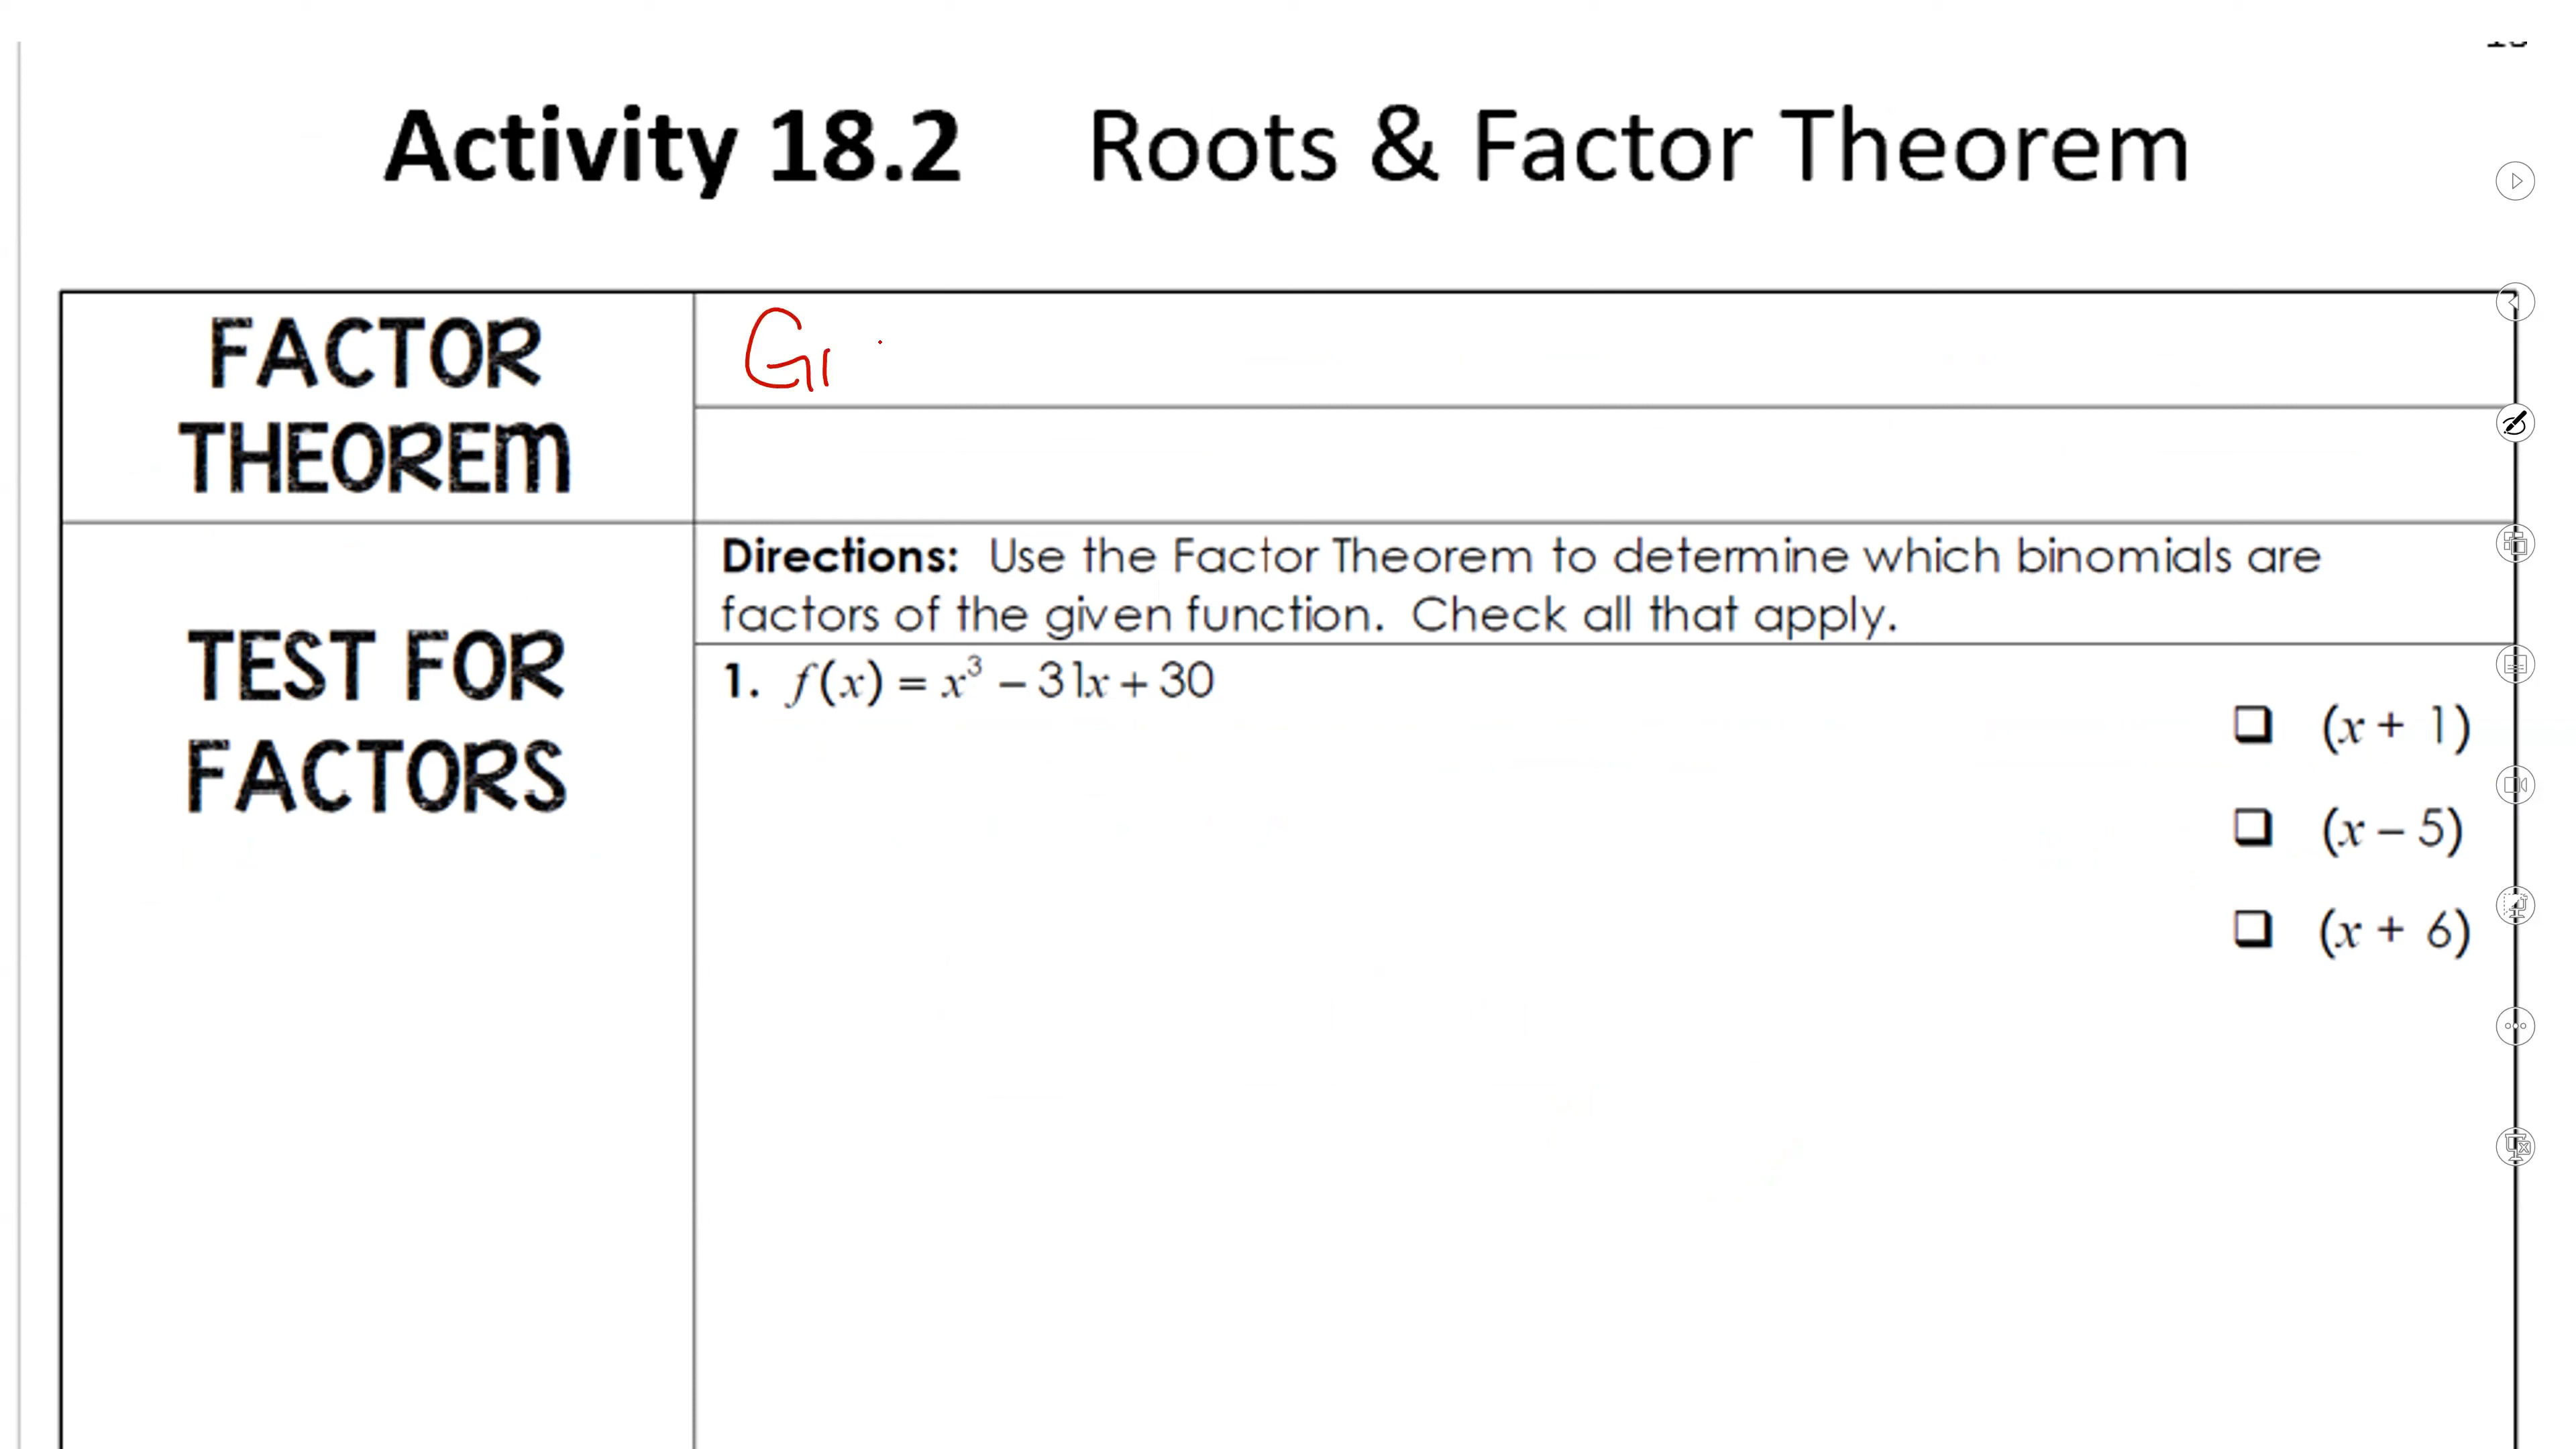 Activity 18.2 Roots & Factor Theorem
FACTOR
THEOREM
Directions: Use the Factor Theorem to determine which binomials are
factors of the given function. Check all that apply.
TEST FOR
FACTORS
1. f(x) = x³ – 31x + 30
❑ (x + 1)
❑ (x – 5)
❑ (x + 6)